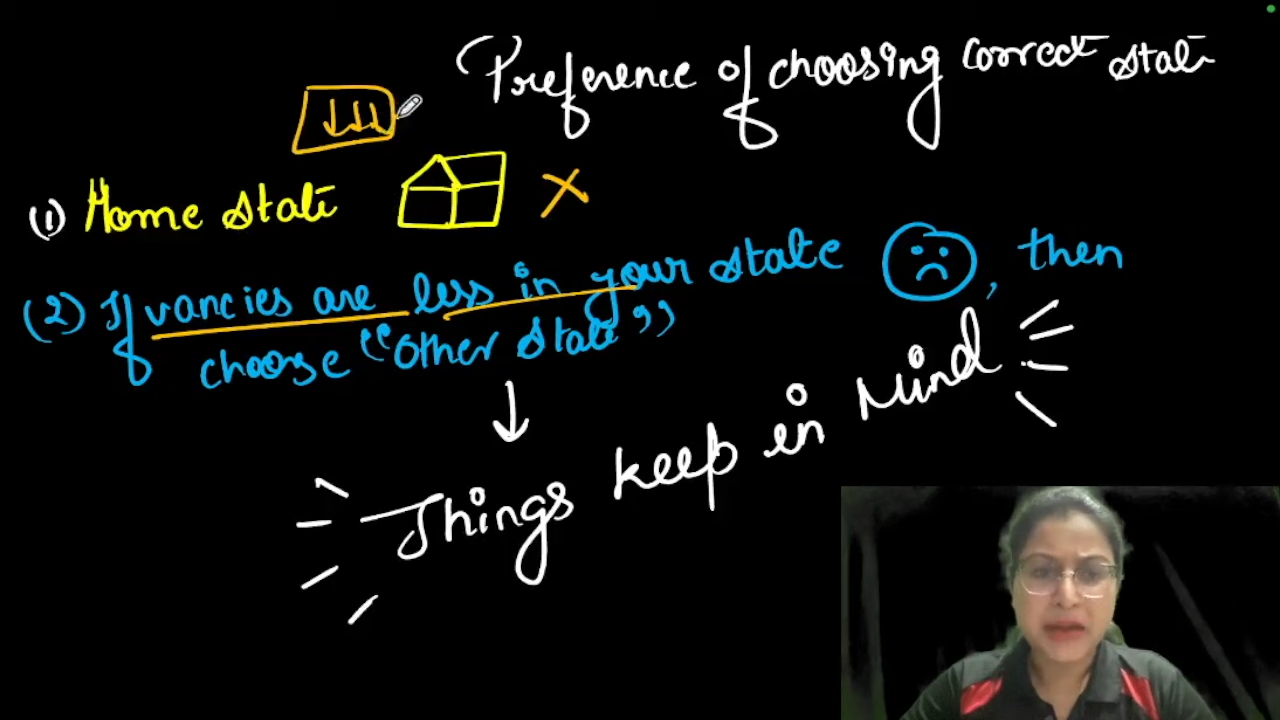 Preference of choosing correct state
(1) Home state
(2) If vancies are less in your state , then
choose "Other State"
Things keep in Mind